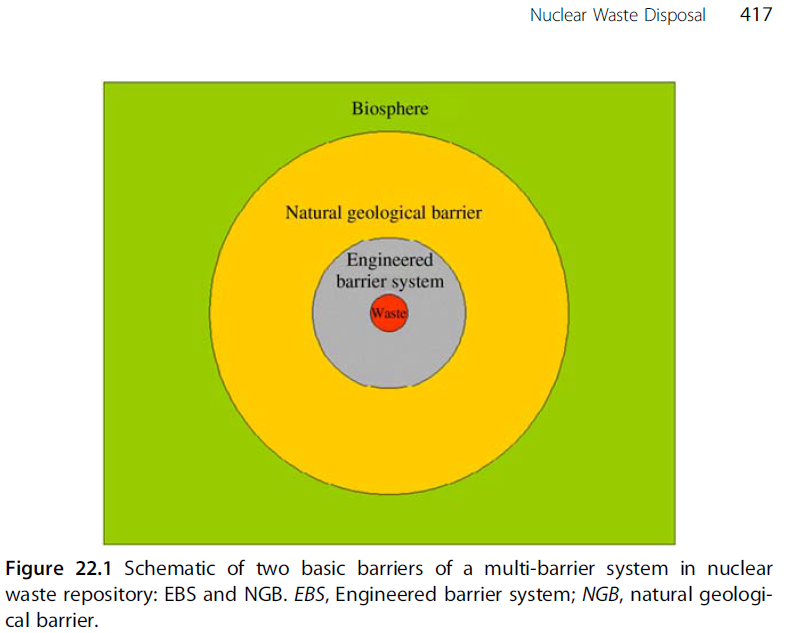 Nuclear Waste Disposal 417
Biosphere
Natural geological barrier
Engineered
barrier system
Waste
Figure 22.1 Schematic of two basic barriers of a multi-barrier system in nuclear
waste repository: EBS and NGB. EBS, Engineered barrier system; NGB, natural geologi-
cal barrier.